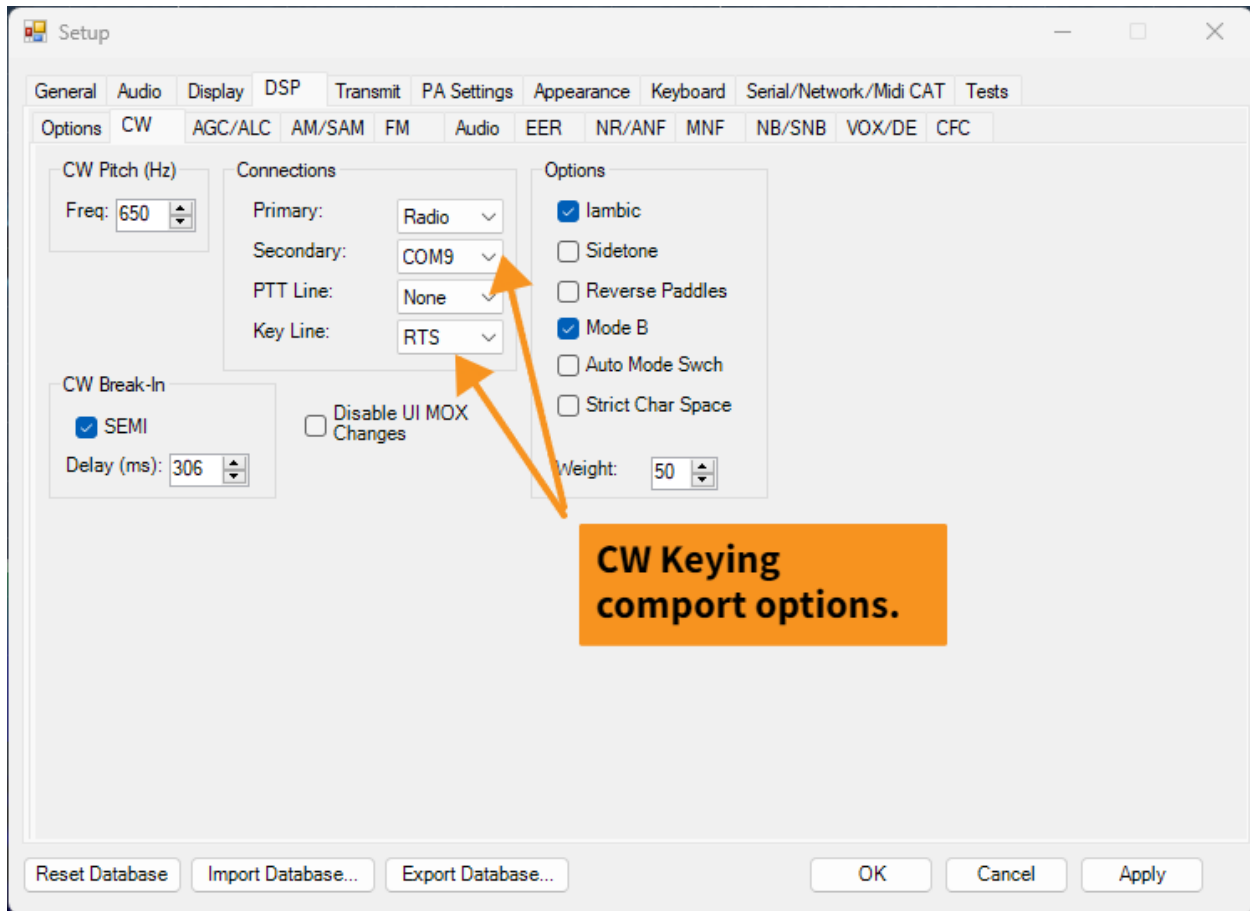 Setup
General Audio Display DSP Transmit PA Settings Appearance Keyboard Serial/Network/Midi CAT Tests
Options CW AGC/ALC AM/SAM FM Audio EER NR/ANF MNF NB/SNB VOX/DE CFC
CW Pitch (Hz)
Freq: 650
Connections
Primary: Radio
Secondary: COM9
PTT Line: None
Key Line: RTS
Options
Iambic
Sidetone
Reverse Paddles
Mode B
Auto Mode Swch
Strict Char Space
Weight: 50
CW Break-In
SEMI
Delay (ms): 306
Disable UI MOX
Changes
CW Keying
comport options.
Reset Database Import Database... Export Database... OK Cancel Apply